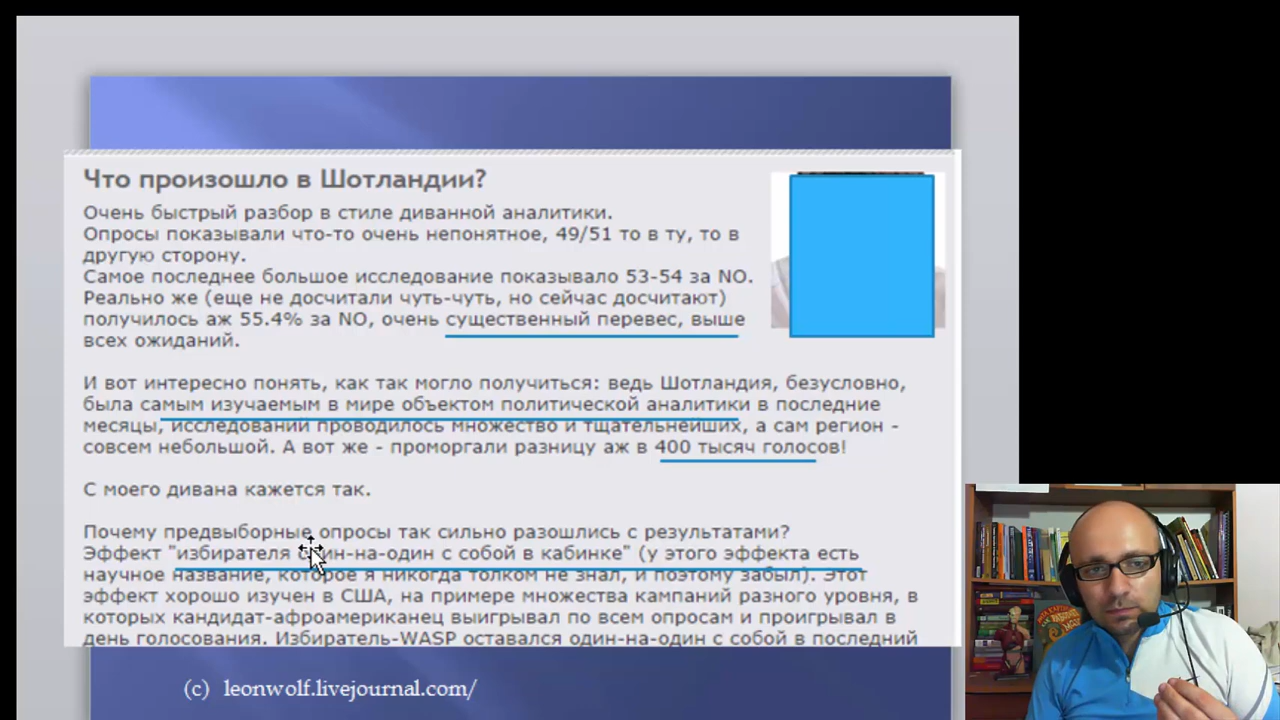 Что произошло в Шотландии?
Очень быстрый разбор в стиле диванной аналитики.
Опросы показывали что-то очень непонятное, 49/51 то в ту, то в
другую сторону.
Самое последнее большое исследование показывало 53-54 за NO.
Реально же (еще не досчитали чуть-чуть, но сейчас досчитают)
получилось аж 55.4% за NO, очень существенный перевес, выше
всех ожиданий.
И вот интересно понять, как так могло получиться: ведь Шотландия, безусловно,
была самым изучаемым в мире объектом политической аналитики в последние
месяцы, исследований проводилось множество и тщательнейших, а сам регион -
совсем небольшой. А вот же - проморгали разницу аж в 400 тысяч голосов!
С моего дивана кажется так.
Почему предвыборные опросы так сильно разошлись с результатами?
Эффект "избирателя один-на-один с собой в кабинке" (у этого эффекта есть
научное название, которое я никогда толком не знал, и поэтому забыл). Этот
эффект хорошо изучен в США, на примере множества кампаний разного уровня, в
которых кандидат-афроамериканец выигрывал по всем опросам и проигрывал в
день голосования. Избиратель-WASP оставался один-на-один с собой в последний
(c) leonwolf.livejournal.com/